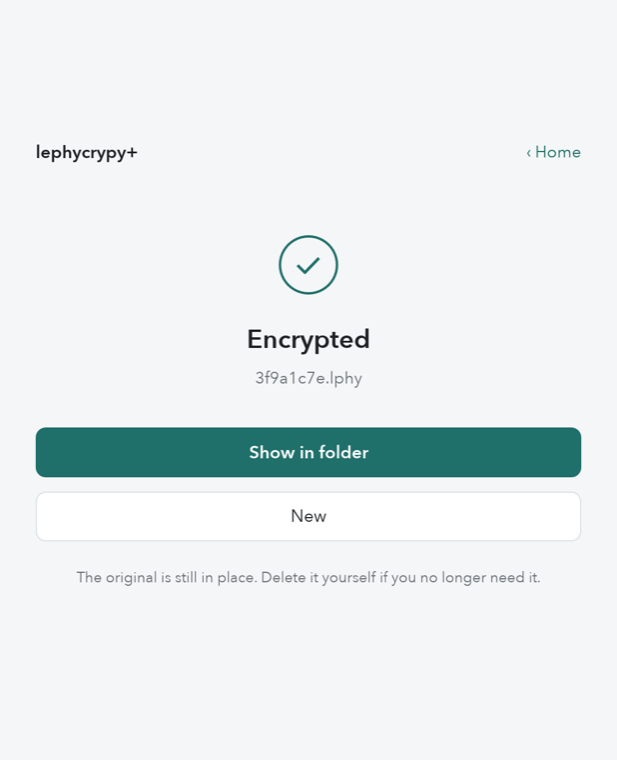 lephycrypy+
‹ Home
Encrypted
3f9a1c7e.lphy
Show in folder
New
The original is still in place. Delete it yourself if you no longer need it.